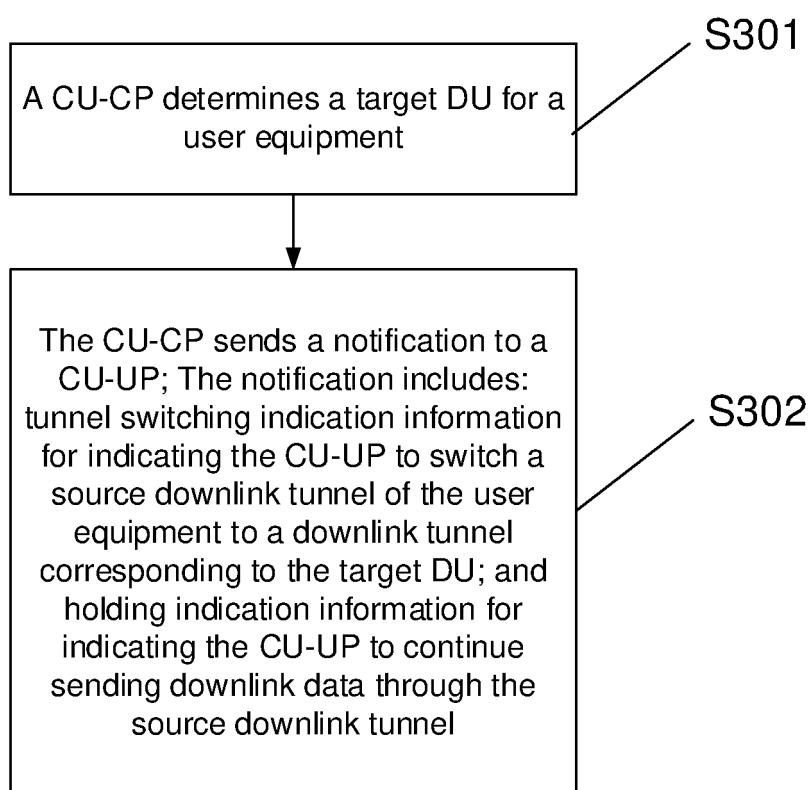 S301
A CU-CP determines a target DU for a
user equipment
The CU-CP sends a notification to a
CU-UP; The notification includes:
tunnel switching indication information
for indicating the CU-UP to switch a
source downlink tunnel of the user
equipment to a downlink tunnel
corresponding to the target DU; and
holding indication information for
indicating the CU-UP to continue
sending downlink data through the
source downlink tunnel
S302